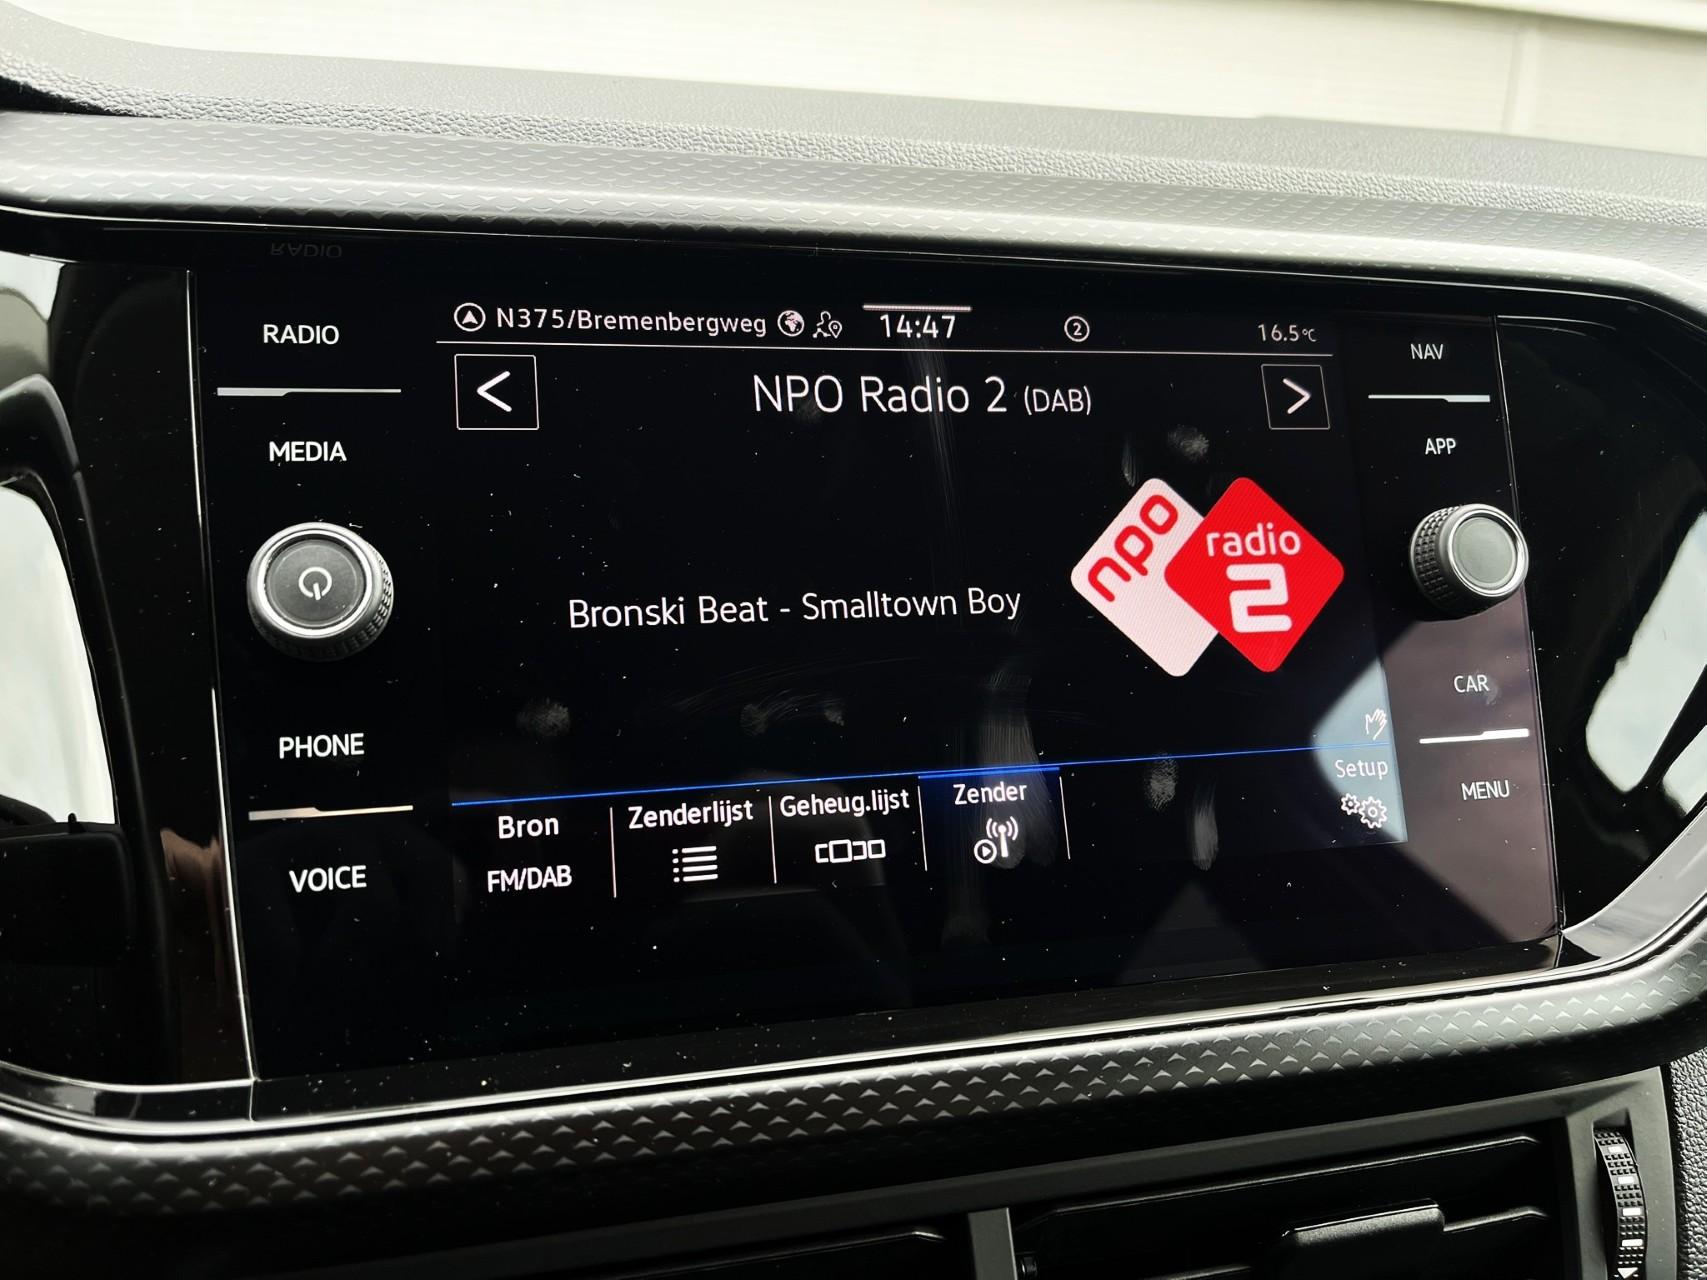 RADIO
MEDIA
PHONE
VOICE
N375/Bremenbergweg
14:47
2
16.5°C
NPO Radio 2 (DAB)
npo
radio
2
Bronski Beat - Smalltown Boy
Bron
FM/DAB
Zenderlijst
Geheug.lijst
Zender
Setup
NAV
APP
CAR
MENU